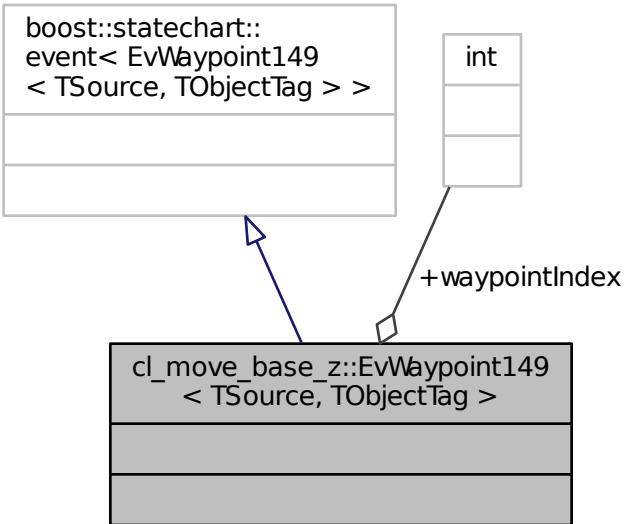 boost::statechart::
event< EvWaypoint149
< TSource, TObjectTag > >
int
+waypointIndex
cl_move_base_z::EvWaypoint149
< TSource, TObjectTag >